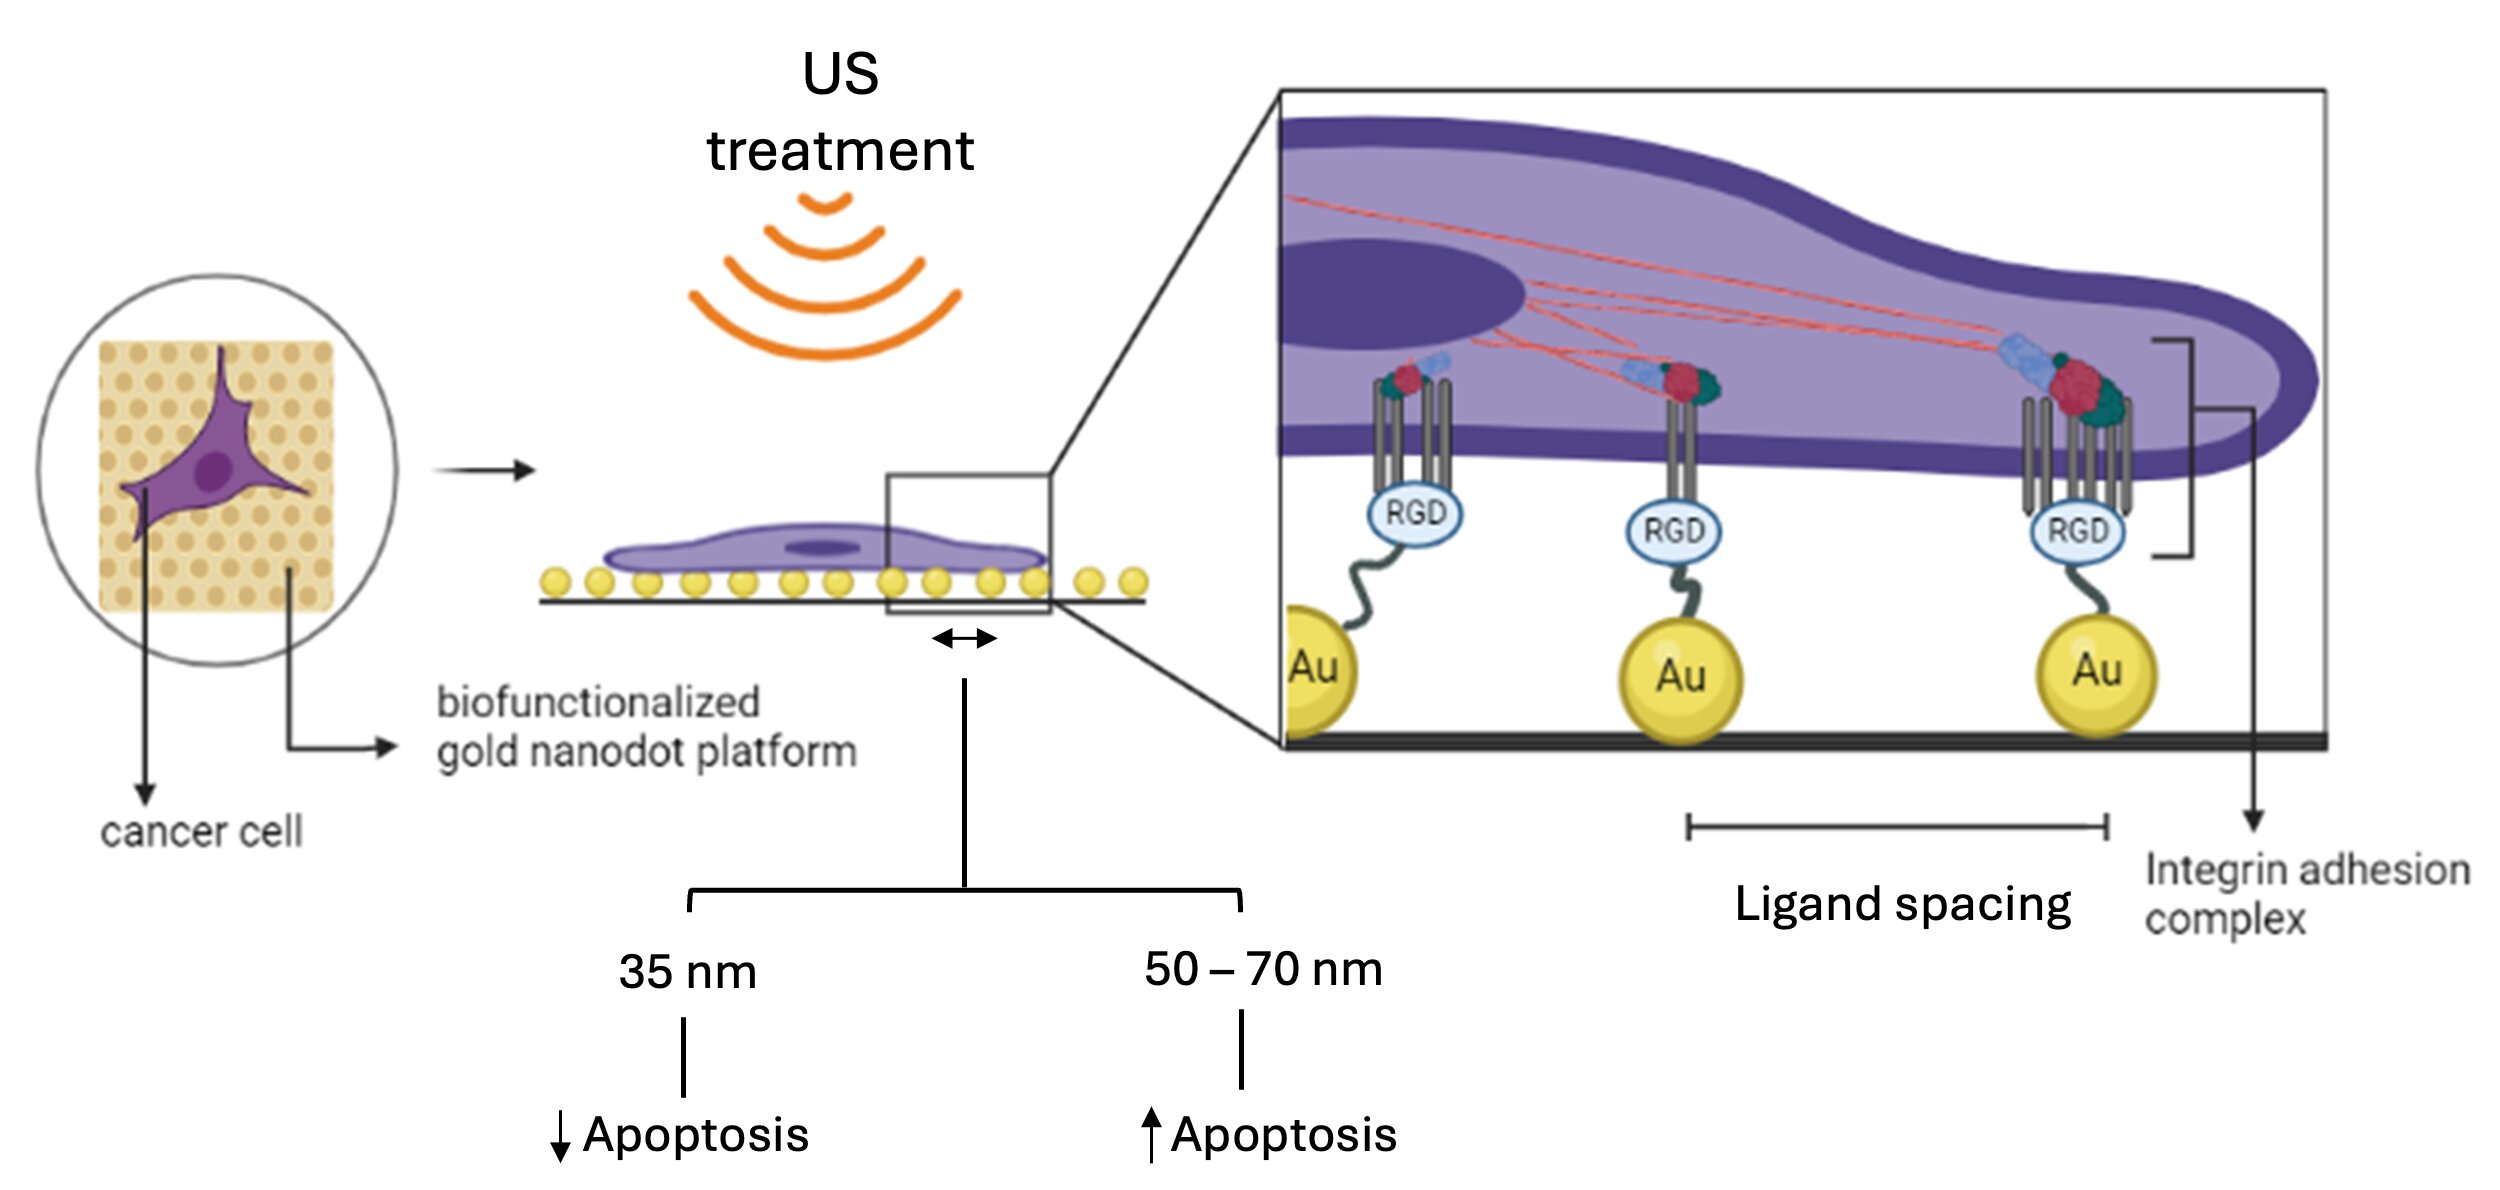 US
treatment
RGD
RGD
RGD
Au
Au
Au
biofunctionalized
gold nanodot platform
cancer cell
Ligand spacing
Integrin adhesion
complex
35 nm
50 – 70 nm
↓ Apoptosis
↑ Apoptosis